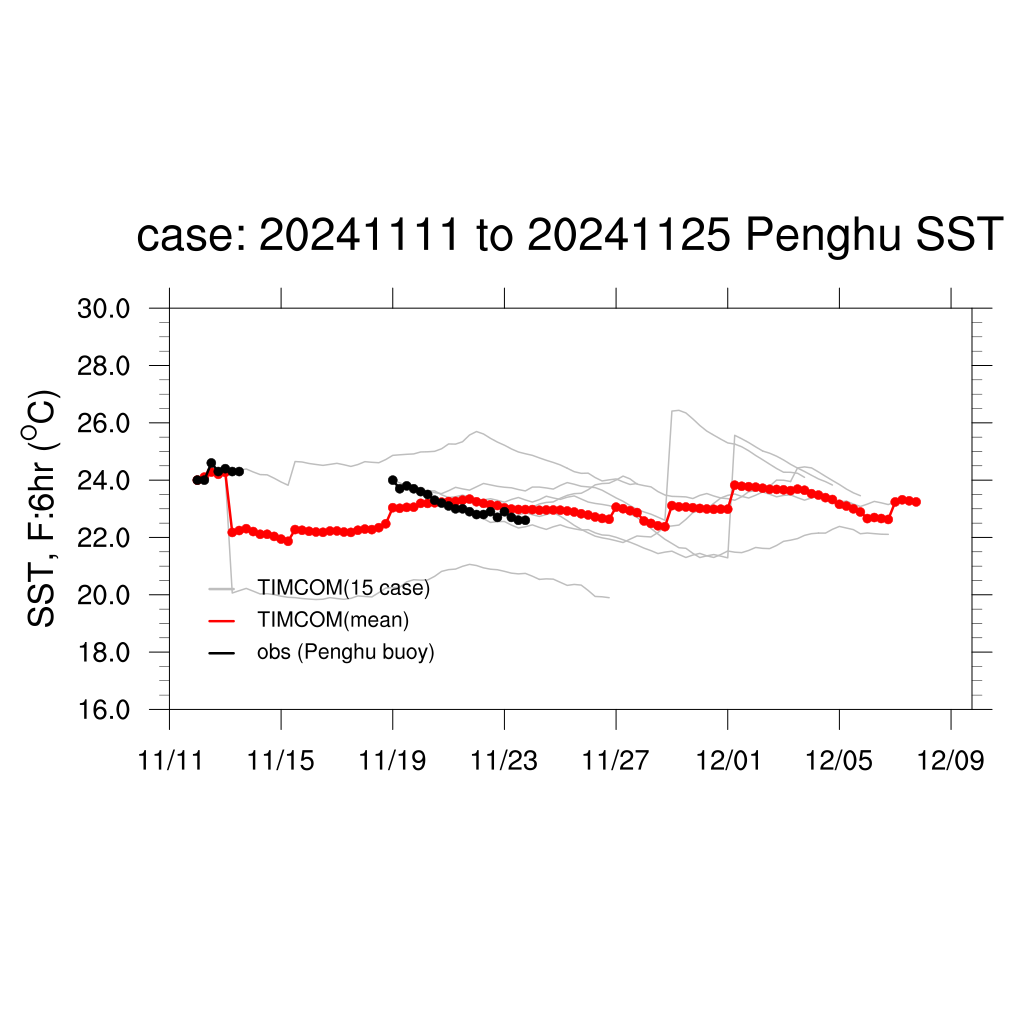 case: 20241111 to 20241125 Penghu SST
SST, F:6hr (°C)
30.0
28.0
26.0
24.0
22.0
20.0
18.0
16.0
TIMCOM(15 case)
TIMCOM(mean)
obs (Penghu buoy)
11/11 11/15 11/19 11/23 11/27 12/01 12/05 12/09